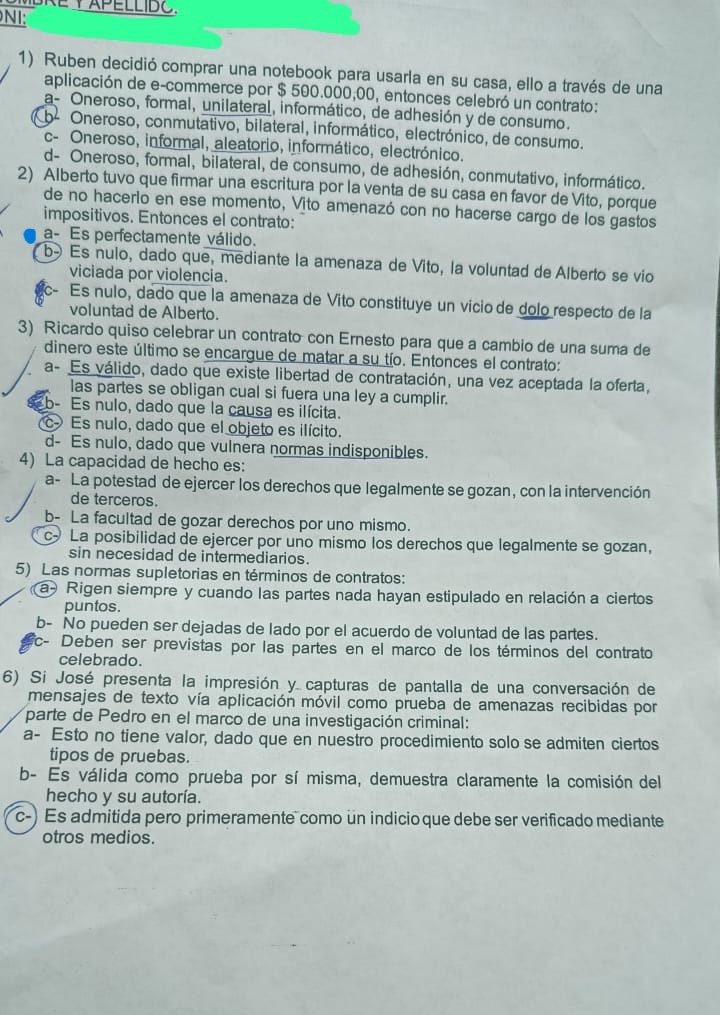 NOMBRE Y APELLIDO:
DNI:
1) Ruben decidió comprar una notebook para usarla en su casa, ello a través de una
aplicación de e-commerce por $ 500.000,00, entonces celebró un contrato:
a- Oneroso, formal, unilateral, informático, de adhesión y de consumo.
b- Oneroso, conmutativo, bilateral, informático, electrónico, de consumo.
c- Oneroso, informal, aleatorio, informático, electrónico.
d- Oneroso, formal, bilateral, de consumo, de adhesión, conmutativo, informático.
2) Alberto tuvo que firmar una escritura por la venta de su casa en favor de Vito, porque
de no hacerlo en ese momento, Vito amenazó con no hacerse cargo de los gastos
impositivos. Entonces el contrato:
a- Es perfectamente válido.
b- Es nulo, dado que, mediante la amenaza de Vito, la voluntad de Alberto se vio
viciada por violencia.
c- Es nulo, dado que la amenaza de Vito constituye un vicio de dolo respecto de la
voluntad de Alberto.
3) Ricardo quiso celebrar un contrato con Ernesto para que a cambio de una suma de
dinero este último se encargue de matar a su tío. Entonces el contrato:
a- Es válido, dado que existe libertad de contratación, una vez aceptada la oferta,
las partes se obligan cual si fuera una ley a cumplir.
b- Es nulo, dado que la causa es ilícita.
c- Es nulo, dado que el objeto es ilícito.
d- Es nulo, dado que vulnera normas indisponibles.
4) La capacidad de hecho es:
a- La potestad de ejercer los derechos que legalmente se gozan, con la intervención
de terceros.
b- La facultad de gozar derechos por uno mismo.
c- La posibilidad de ejercer por uno mismo los derechos que legalmente se gozan,
sin necesidad de intermediarios.
5) Las normas supletorias en términos de contratos:
a- Rigen siempre y cuando las partes nada hayan estipulado en relación a ciertos
puntos.
b- No pueden ser dejadas de lado por el acuerdo de voluntad de las partes.
c- Deben ser previstas por las partes en el marco de los términos del contrato
celebrado.
6) Si José presenta la impresión y capturas de pantalla de una conversación de
mensajes de texto vía aplicación móvil como prueba de amenazas recibidas por
parte de Pedro en el marco de una investigación criminal:
a- Esto no tiene valor, dado que en nuestro procedimiento solo se admiten ciertos
tipos de pruebas.
b- Es válida como prueba por sí misma, demuestra claramente la comisión del
hecho y su autoría.
c- Es admitida pero primeramente como un indicio que debe ser verificado mediante
otros medios.